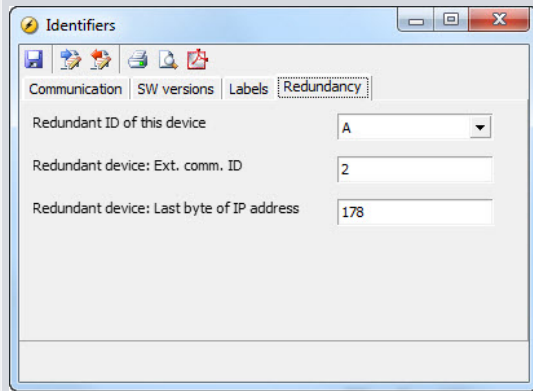 Identifiers
Communication SW versions Labels Redundancy
Redundant ID of this device A
Redundant device: Ext. comm. ID 2
Redundant device: Last byte of IP address 178